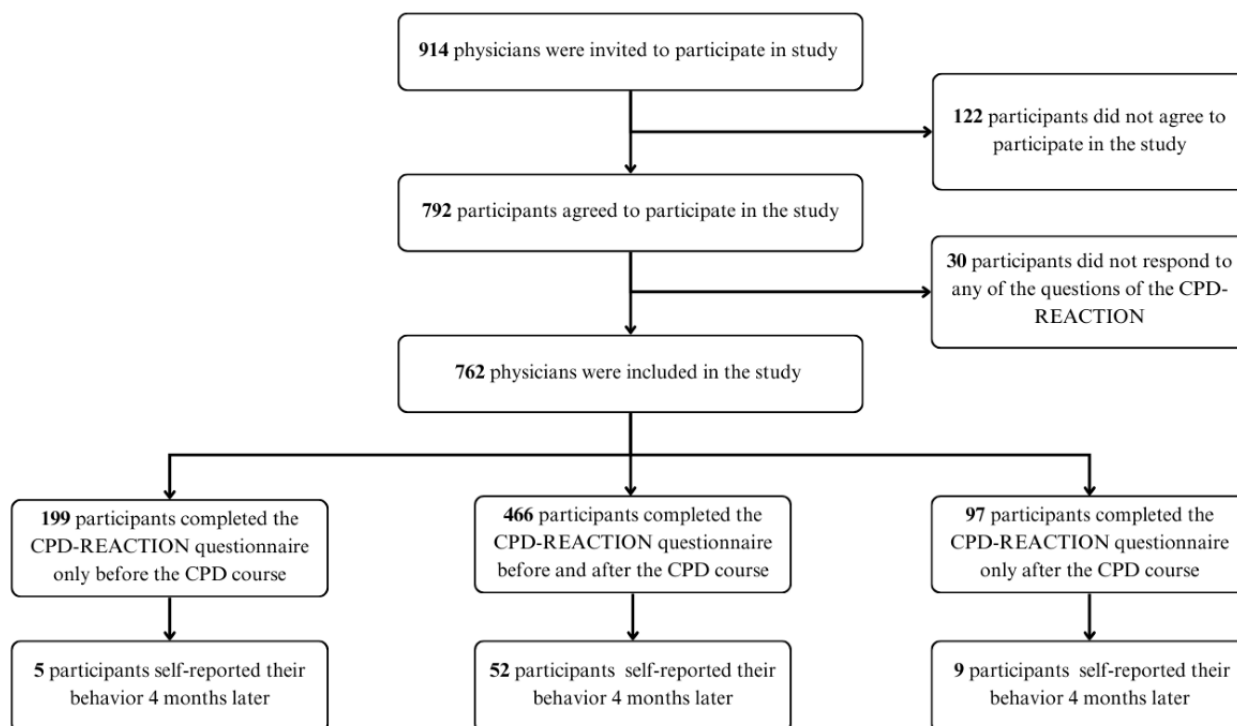 914 physicians were invited to participate in study
122 participants did not agree to
participate in the study
792 participants agreed to participate in the study
30 participants did not respond to
any of the questions of the CPD-
REACTION
762 physicians were included in the study
199 participants completed the
CPD-REACTION questionnaire
only before the CPD course
466 participants completed the
CPD-REACTION questionnaire
before and after the CPD course
97 participants completed the
CPD-REACTION questionnaire
only after the CPD course
5 participants self-reported their
behavior 4 months later
52 participants self-reported their
behavior 4 months later
9 participants self-reported their
behavior 4 months later